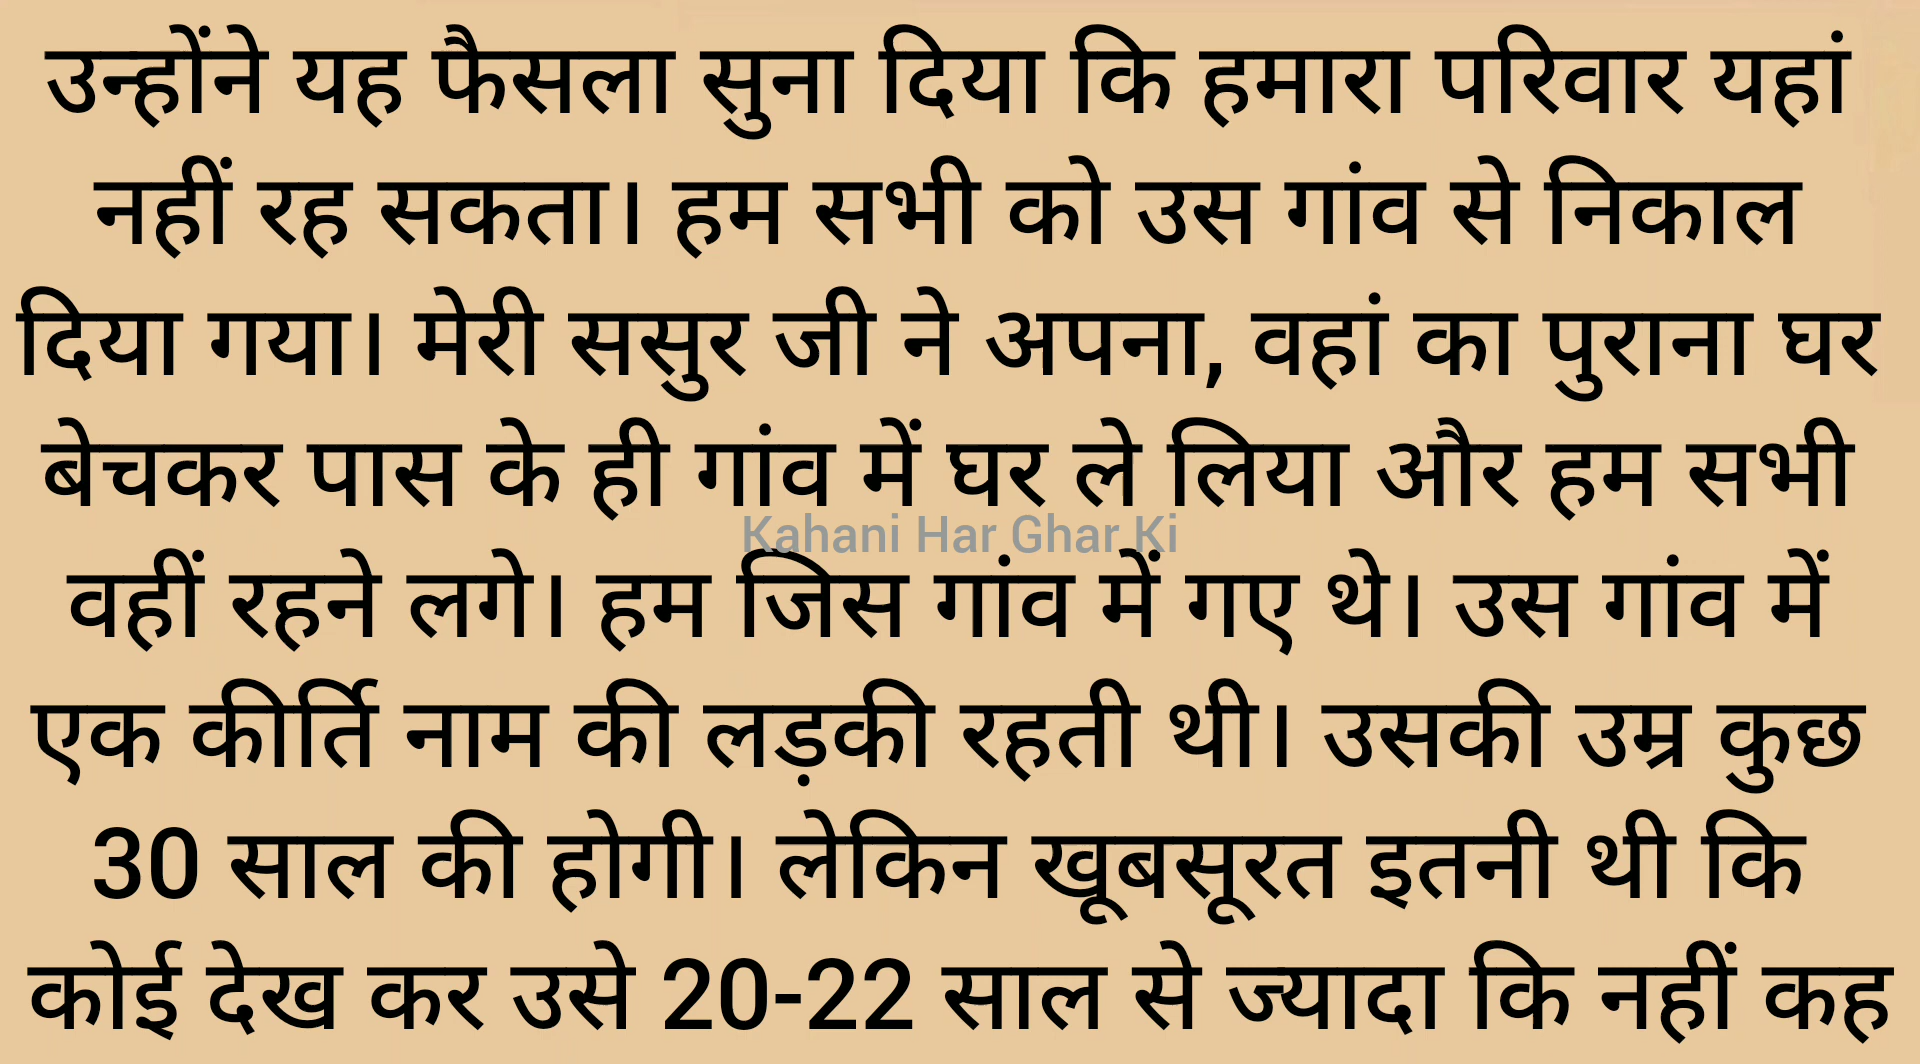 उन्होंने यह फैसला सुना दिया कि हमारा परिवार यहां
नहीं रह सकता। हम सभी को उस गांव से निकाल
दिया गया। मेरी ससुर जी ने अपना, वहां का पुराना घर
बेचकर पास के ही गांव में घर ले लिया और हम सभी
Kahani Har Ghar Ki
वहीं रहने लगे। हम जिस गांव में गए थे। उस गांव में
एक कीर्ति नाम की लड़की रहती थी। उसकी उम्र कुछ
30 साल की होगी। लेकिन खूबसूरत इतनी थी कि
कोई देख कर उसे 20-22 साल से ज्यादा कि नहीं कह